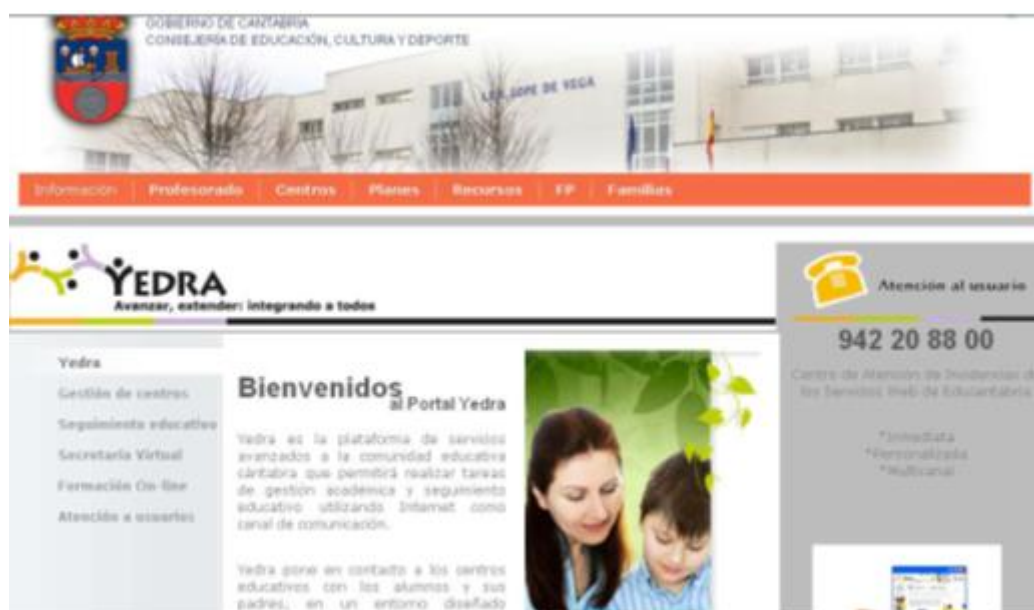 GOBIERNO DE CANTABRIA
CONSEJERÍA DE EDUCACIÓN, CULTURA Y DEPORTE
LOPE DE VEGA
Información Profesorado Centros Planes Recursos FP Familias
YEDRA
Avanzar, extender: integrando a todos
Atención al usuario
942 20 88 00
Centro de Atención de Incidencias de
los Servicios Web de Educantabria
*Inmediata
*Personalizada
*Multicanal
Yedra
Gestión de centros
Seguimiento educativo
Secretaría Virtual
Formación On-line
Atención a usuarios
Bienvenidos
al Portal Yedra
Yedra es la plataforma de servicios
avanzados a la comunidad educativa
cántabra que permitirá realizar tareas
de gestión académica y seguimiento
educativo utilizando Internet como
canal de comunicación.
Yedra pone en contacto a los centros
educativos con los alumnos y sus
padres, en un entorno diseñado